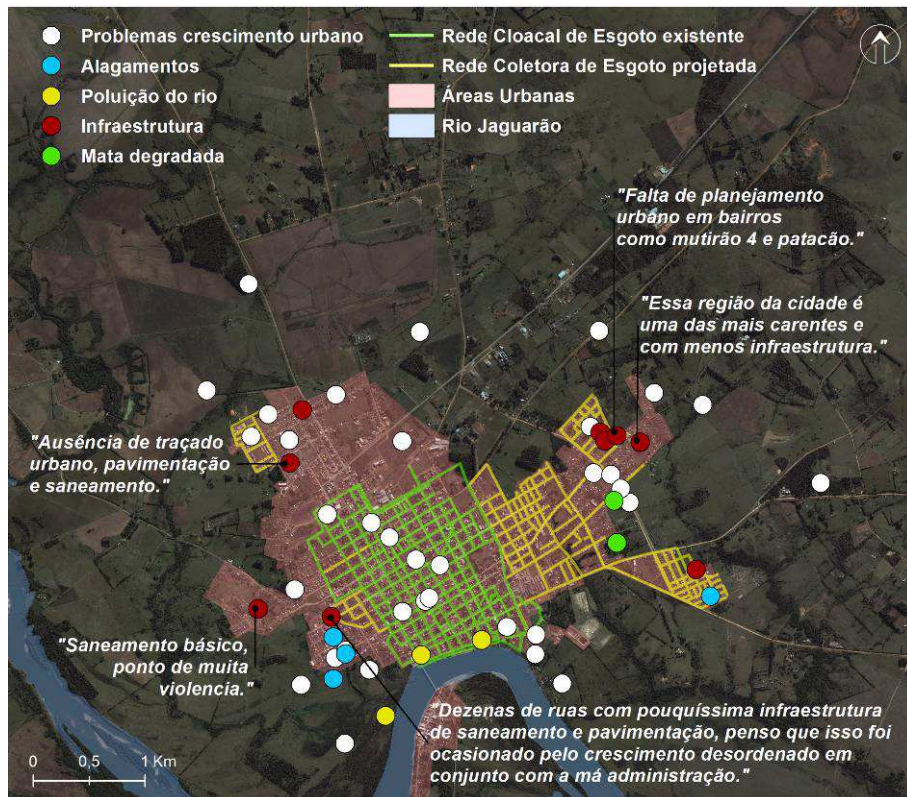 Problemas crescimento urbano
Alagamentos
Poluição do rio
Infraestrutura
Mata degradada
Rede Cloacal de Esgoto existente
Rede Coletora de Esgoto projetada
Áreas Urbanas
Rio Jaguarão
"Falta de planejamento
urbano em bairros
como mutirão 4 e patacão."
"Essa região da cidade é
uma das mais carentes e
com menos infraestrutura."
"Ausência de traçado
urbano, pavimentação
e saneamento."
"Saneamento básico,
ponto de muita
violencia."
"Dezenas de ruas com pouquíssima infraestrutura
de saneamento e pavimentação, penso que isso foi
ocasionado pelo crescimento desordenado em
conjunto com a má administração."
0 0,5 1 Km